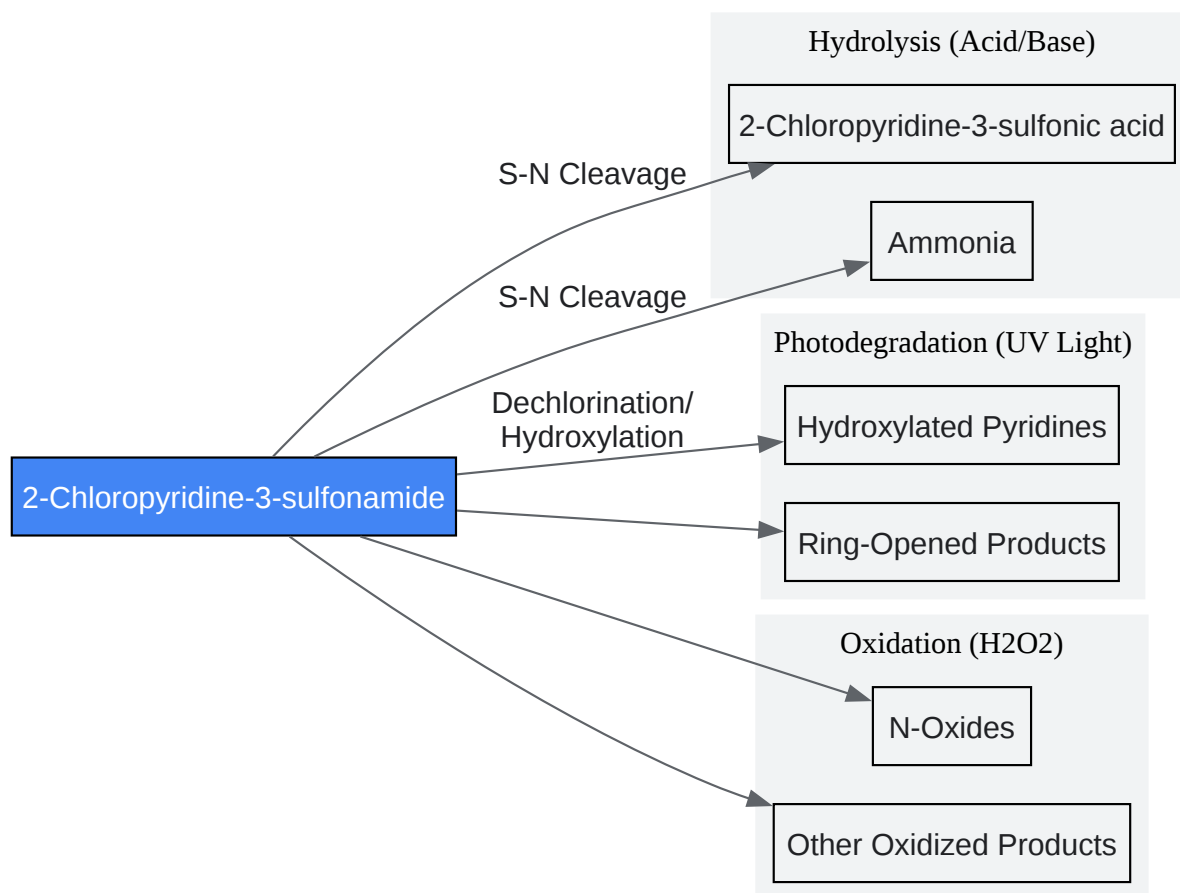 Hydrolysis (Acid/Base)
2-Chloropyridine-3-sulfonic acid
S-N Cleavage
Ammonia
S-N Cleavage
Photodegradation (UV Light)
Dechlorination/
Hydroxylation
Hydroxylated Pyridines
2-Chloropyridine-3-sulfonamide
Ring-Opened Products
Oxidation (H2O2)
N-Oxides
Other Oxidized Products